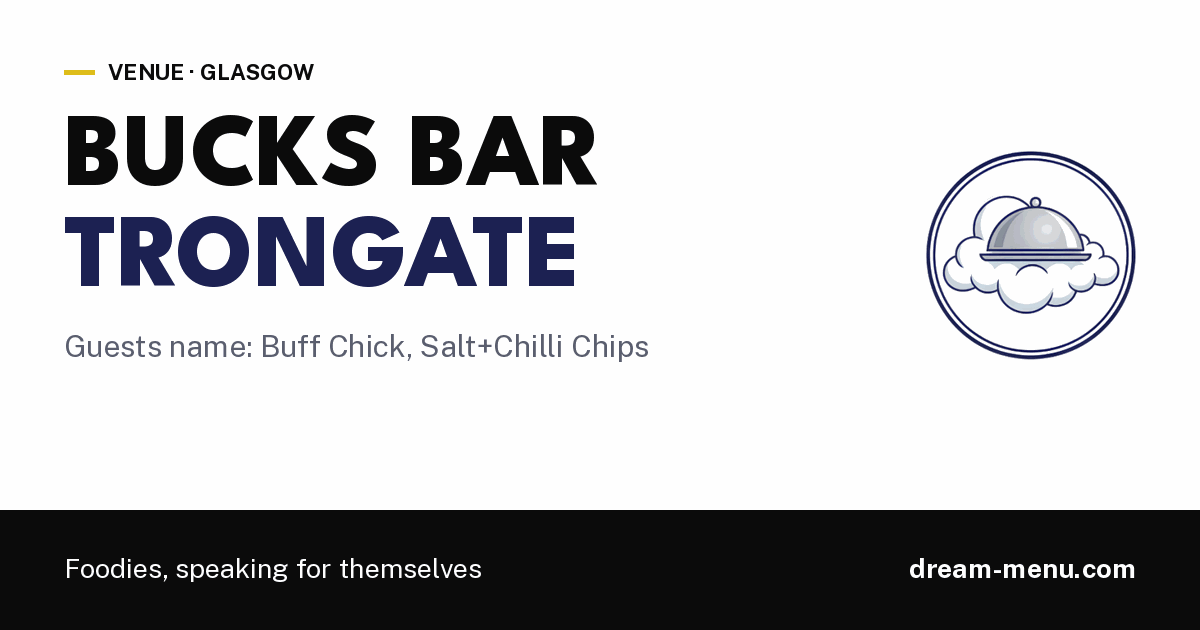 VENUE · GLASGOW
BUCKS BAR
TRONGATE
Guests name: Buff Chick, Salt+Chilli Chips
Foodies, speaking for themselves
dream-menu.com